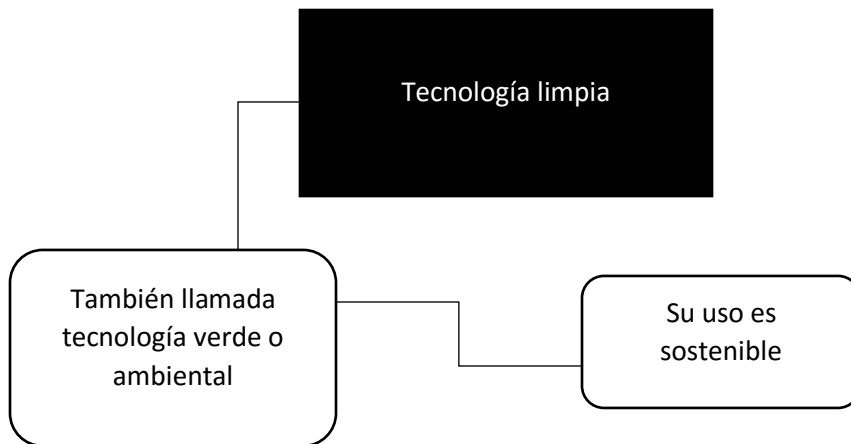 Tecnología limpia
También llamada
tecnología verde o
ambiental
Su uso es
sostenible